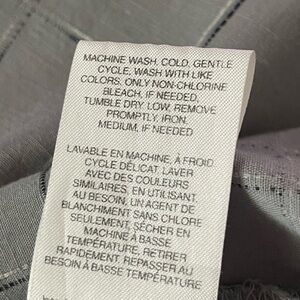 MACHINE WASH, COLD, GENTLE
CYCLE, WASH WITH LIKE
COLORS, ONLY NON-CHLORINE
BLEACH, IF NEEDED,
TUMBLE DRY, LOW, REMOVE
PROMPTLY, IRON,
MEDIUM, IF NEEDED
LAVABLE EN MACHINE, À FROID
CYCLE DÉLICAT, LAVER
AVEC DES COULEURS
SIMILAIRES, EN UTILISANT,
AU BESOIN, UN AGENT DE
BLANCHIMENT SANS CHLORE
SEULEMENT, SÉCHER EN
MACHINE À BASSE
TEMPÉRATURE, RETIRER
RAPIDEMENT, REPASSER AU
BESOIN À BASSE TEMPÉRATURE